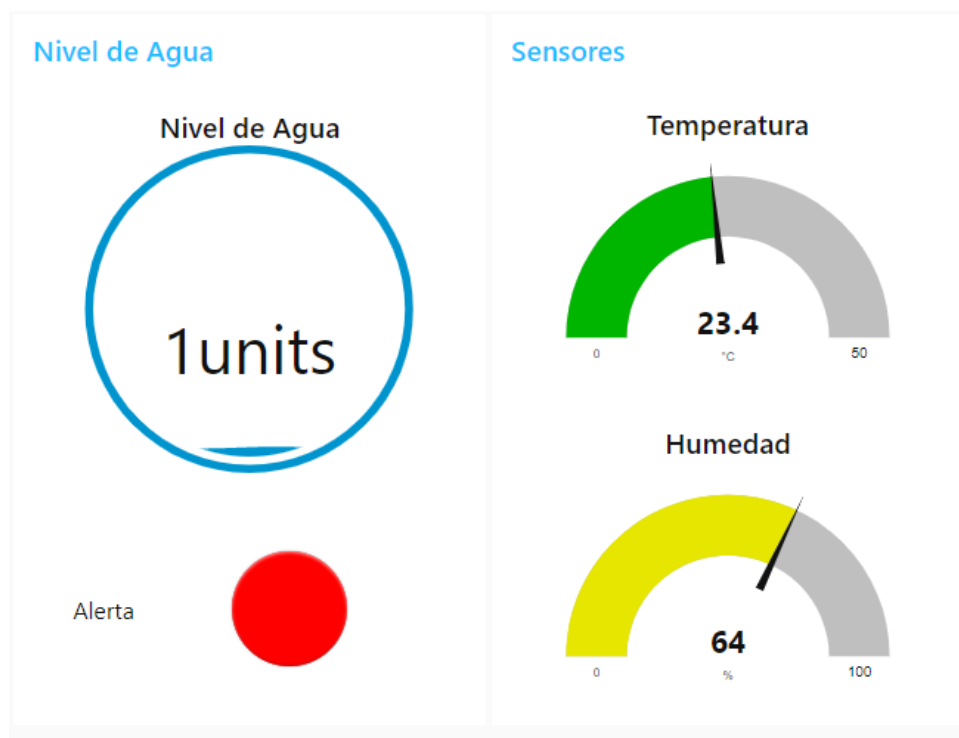 Nivel de Agua
Nivel de Agua
1units
Alerta
Sensores
Temperatura
23.4
0
°C
50
Humedad
64
0
%
100